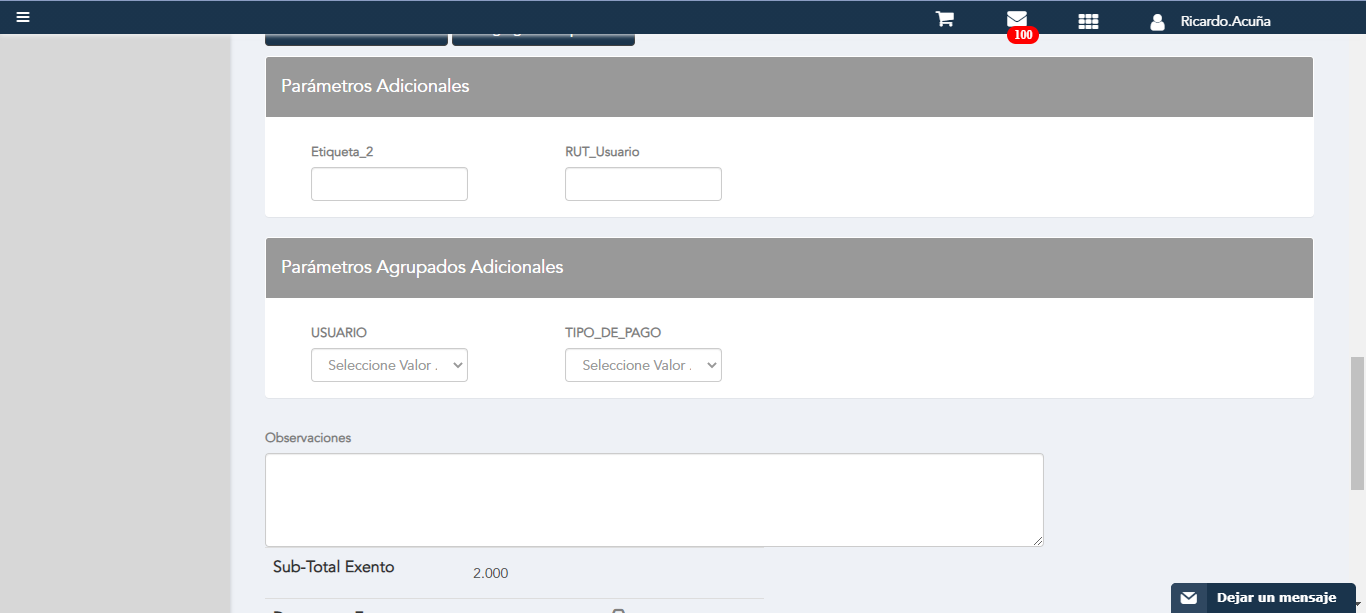 Ricardo.Acuña
100
Parámetros Adicionales
Etiqueta_2 RUT_Usuario
Parámetros Agrupados Adicionales
USUARIO TIPO_DE_PAGO
Seleccione Valor . Seleccione Valor .
Observaciones
Sub-Total Exento 2.000
Dejar un mensaje